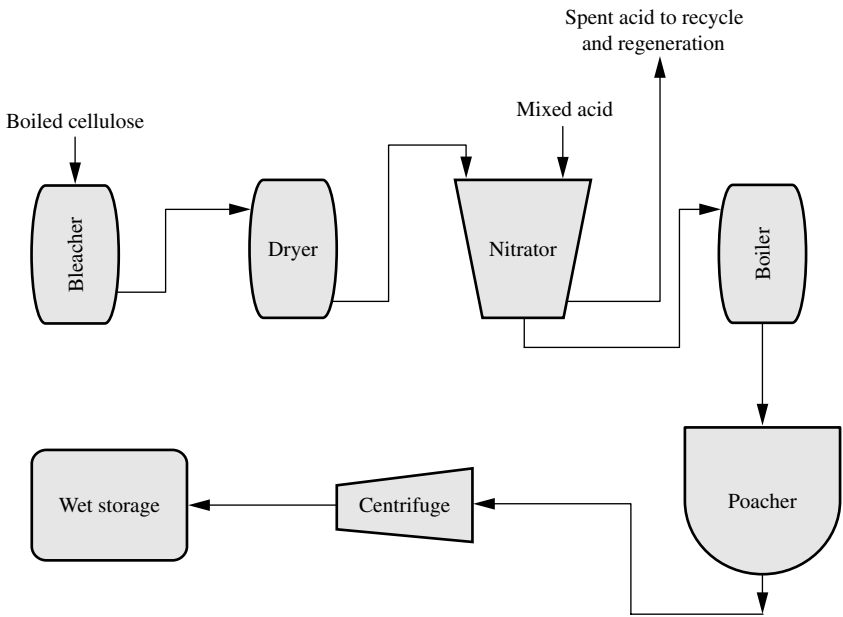 Spent acid to recycle
and regeneration
Mixed acid
Boiled cellulose
Bleacher
Dryer
Nitrator
Boiler
Wet storage
Centrifuge
Poacher